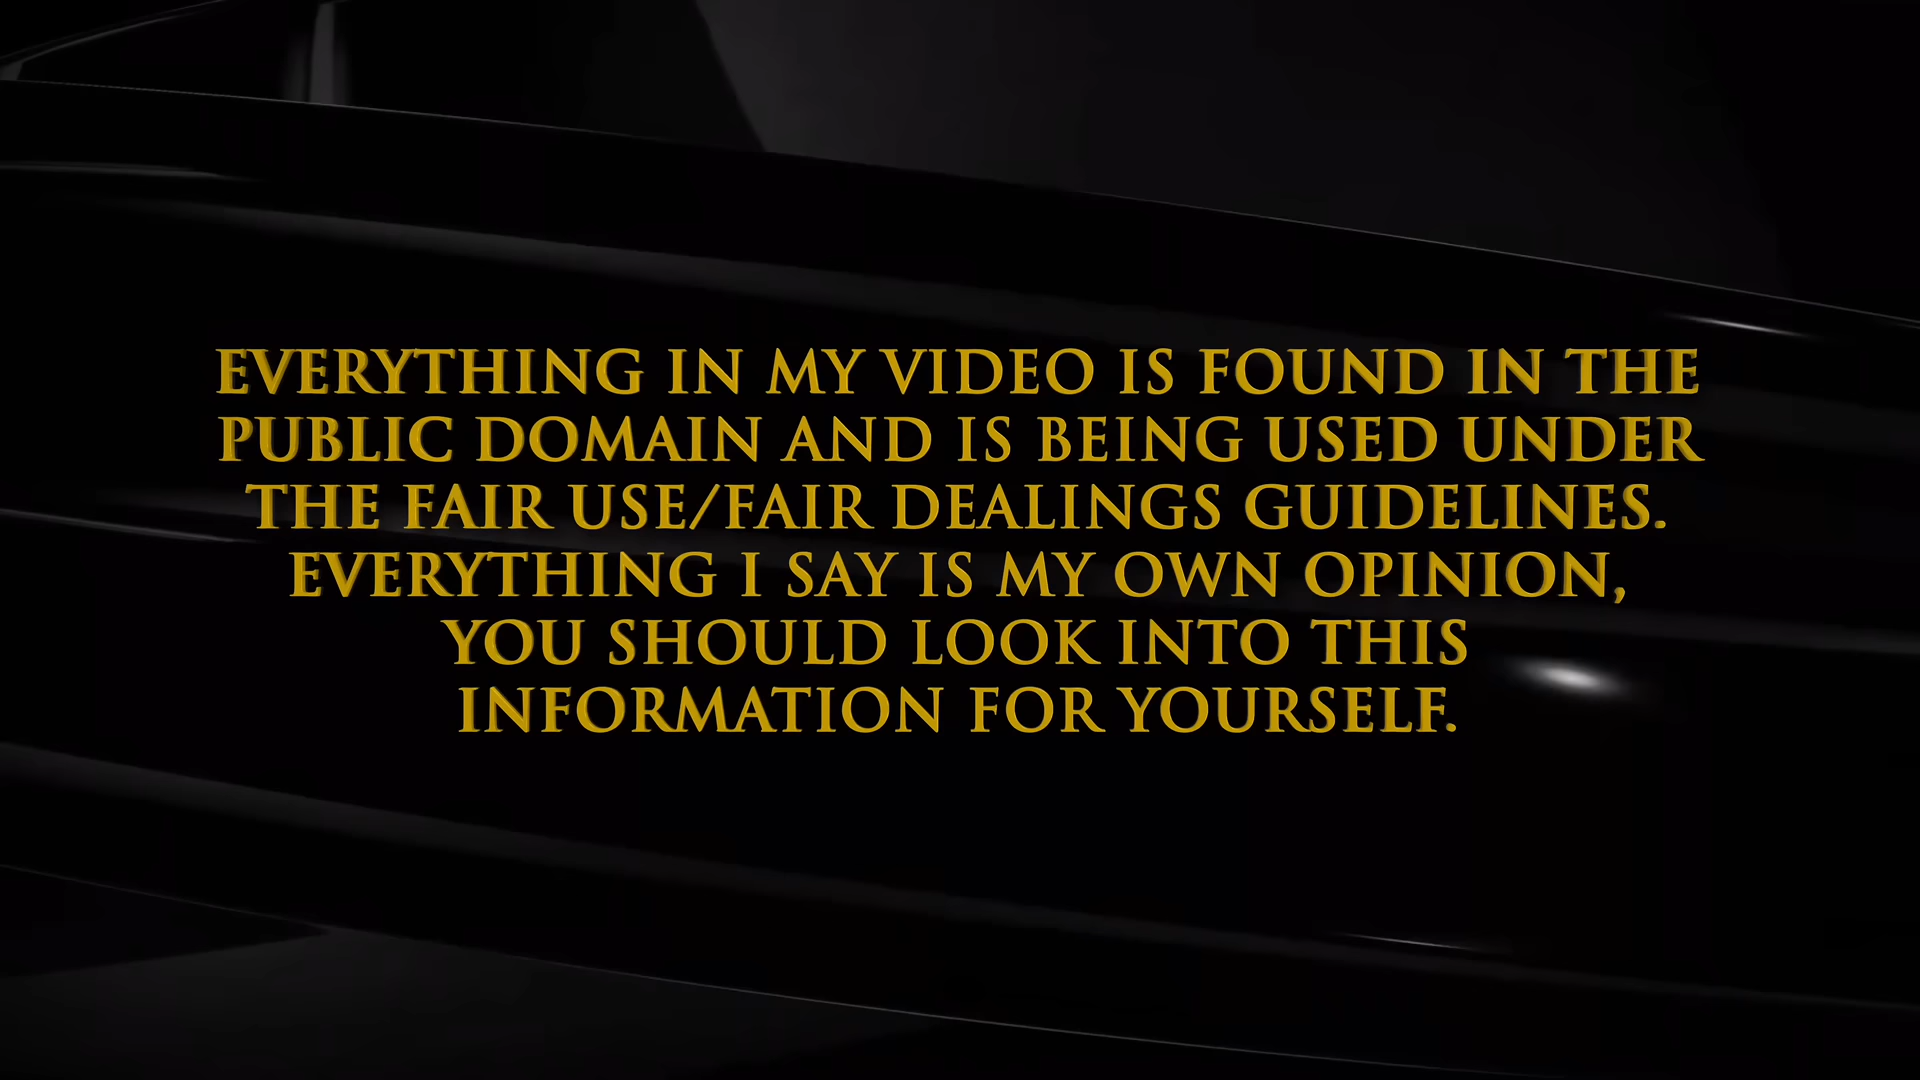 EVERYTHING IN MY VIDEO IS FOUND IN THE
PUBLIC DOMAIN AND IS BEING USED UNDER
THE FAIR USE/FAIR DEALINGS GUIDELINES.
EVERYTHING I SAY IS MY OWN OPINION,
YOU SHOULD LOOK INTO THIS
INFORMATION FOR YOURSELF.